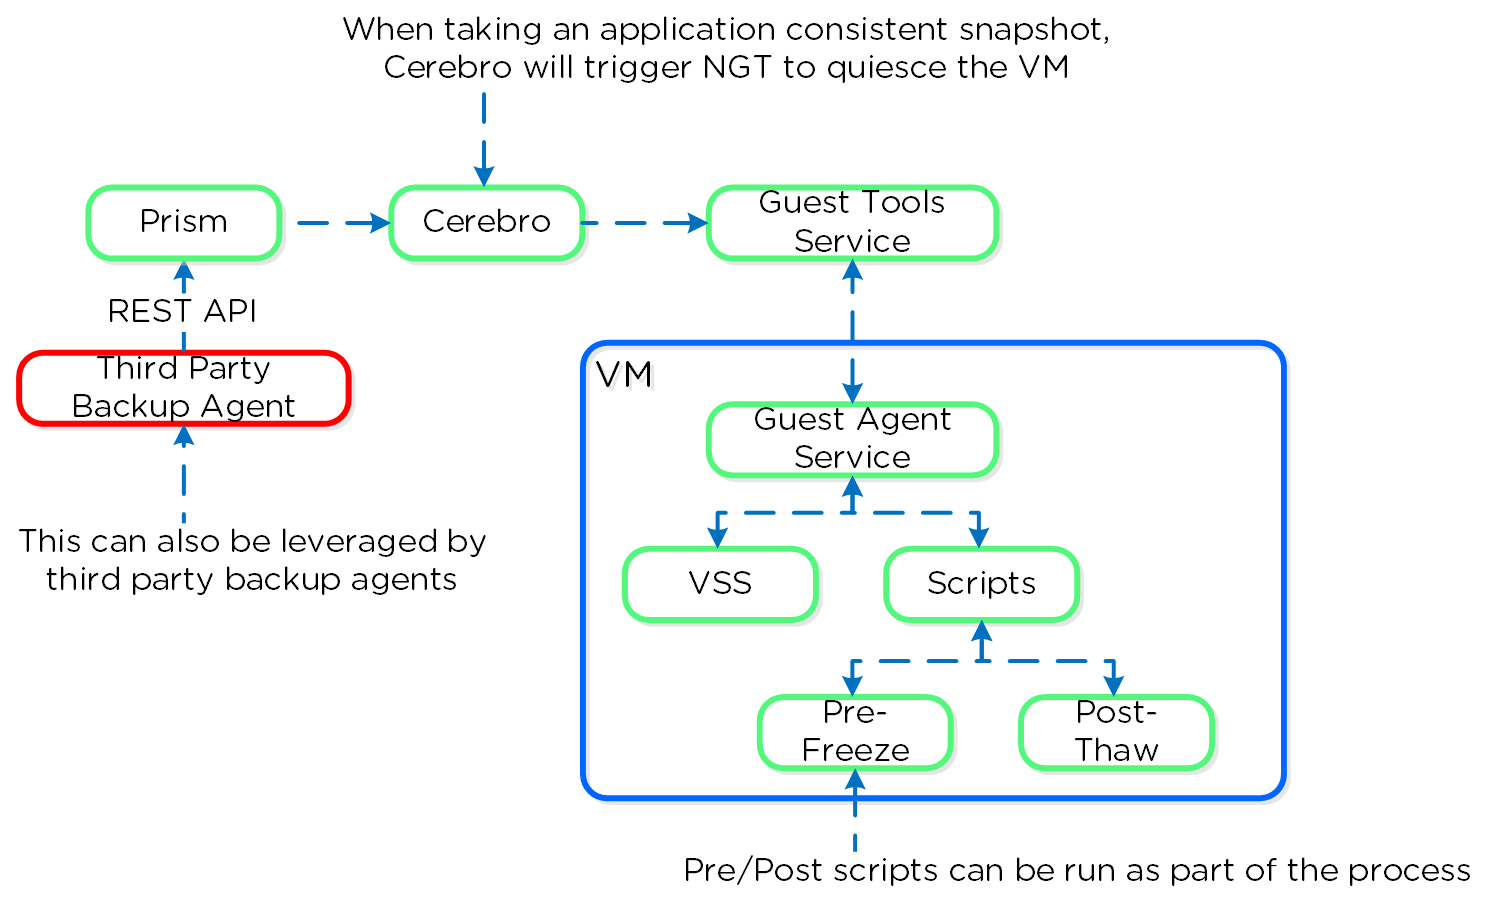 When taking an application consistent snapshot,
Cerebro will trigger NGT to quiesce the VM
Prism
Cerebro
Guest Tools
Service
REST API
Third Party
Backup Agent
This can also be leveraged by
third party backup agents
VM
Guest Agent
Service
VSS
Scripts
Pre-
Freeze
Post-
Thaw
Pre/Post scripts can be run as part of the process